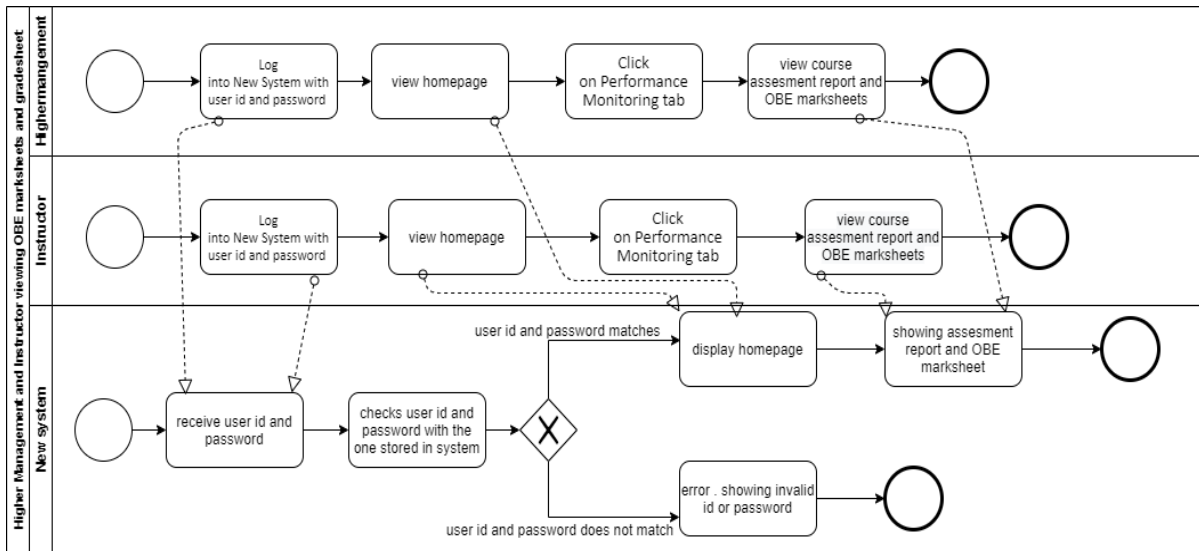 Higher Management and instructor viewing OBE marksheets and gradesheet
Highermangement
Log
into New System with
user id and password
view homepage
Click
on Performance
Monitoring tab
view course
assesment report and
OBE marksheets
Instructor
Log
into New System with
user id and password
view homepage
Click
on Performance
Monitoring tab
view course
assesment report and
OBE marksheets
New system
receive user id and
password
checks user id and
password with the
one stored in system
user id and password matches
display homepage
showing assesment
report and OBE
marksheet
user id and password does not match
error . showing invalid
id or password